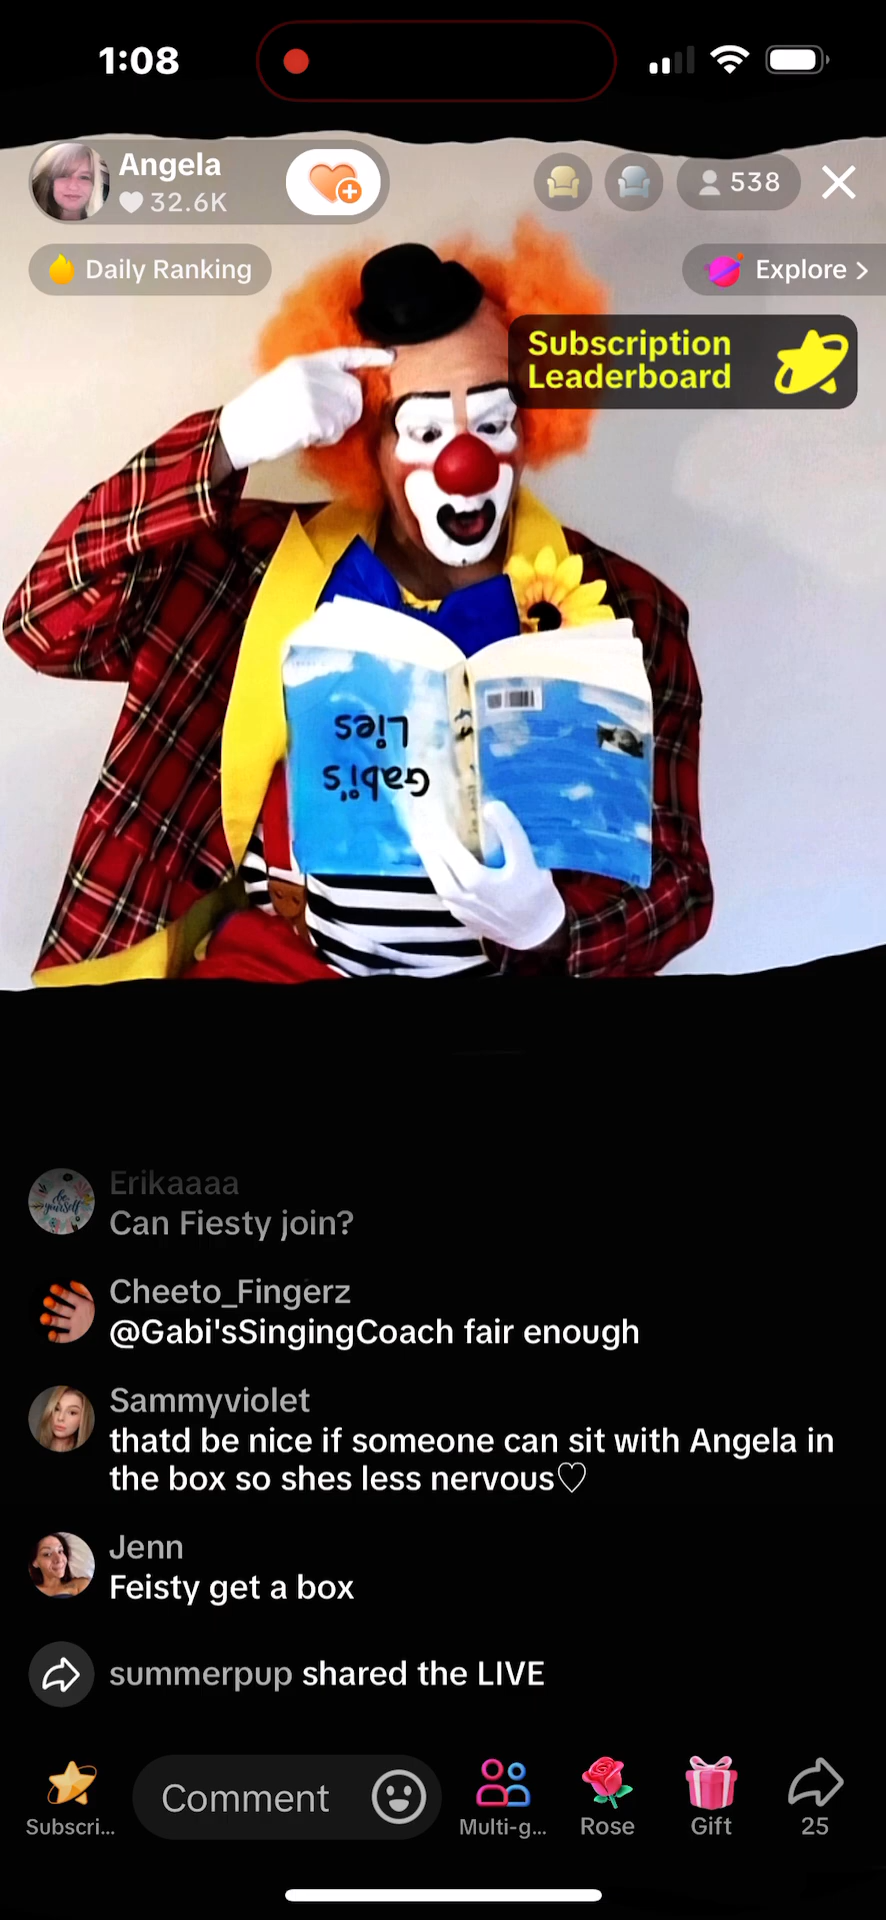 1:08
Angela
32.6K
538
Daily Ranking
Explore >
Subscription
Leaderboard
Gabi's
Lies
Erikaaaa
Can Fiesty join?
Cheeto_Fingerz
@Gabi'sSingingCoach fair enough
Sammyviolet
thatd be nice if someone can sit with Angela in
the box so shes less nervous♡
Jenn
Feisty get a box
summerpup shared the LIVE
Comment
Subscri...
Multi-g...
Rose
Gift
25